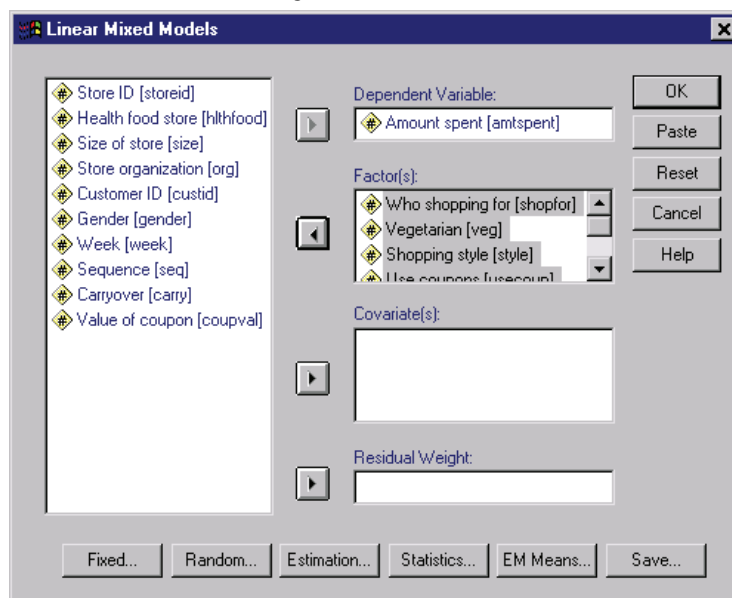 Linear Mixed Models
Store ID [storeid]
Health food store [hlthfood]
Size of store [size]
Store organization [org]
Customer ID [custid]
Gender [gender]
Week [week]
Sequence [seq]
Carryover [carry]
Value of coupon [coupval]
Dependent Variable:
Amount spent [amtspent]
Factor(s):
Who shopping for [shopfor]
Vegetarian [veg]
Shopping style [style]
Use coupons [usecoup]
Covariate(s):
Residual Weight:
OK
Paste
Reset
Cancel
Help
Fixed...
Random...
Estimation...
Statistics...
EM Means...
Save...